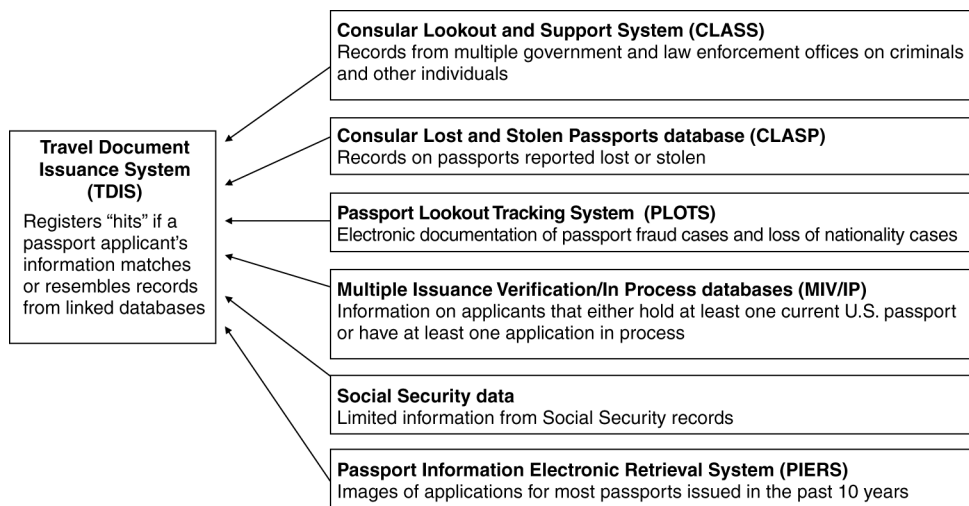 Consular Lookout and Support System (CLASS)
Records from multiple government and law enforcement offices on criminals
and other individuals
Travel Document
Issuance System
(TDIS)
Registers “hits” if a
passport applicant’s
information matches
or resembles records
from linked databases
Consular Lost and Stolen Passports database (CLASP)
Records on passports reported lost or stolen
Passport Lookout Tracking System (PLOTS)
Electronic documentation of passport fraud cases and loss of nationality cases
Multiple Issuance Verification/In Process databases (MIV/IP)
Information on applicants that either hold at least one current U.S. passport
or have at least one application in process
Social Security data
Limited information from Social Security records
Passport Information Electronic Retrieval System (PIERS)
Images of applications for most passports issued in the past 10 years